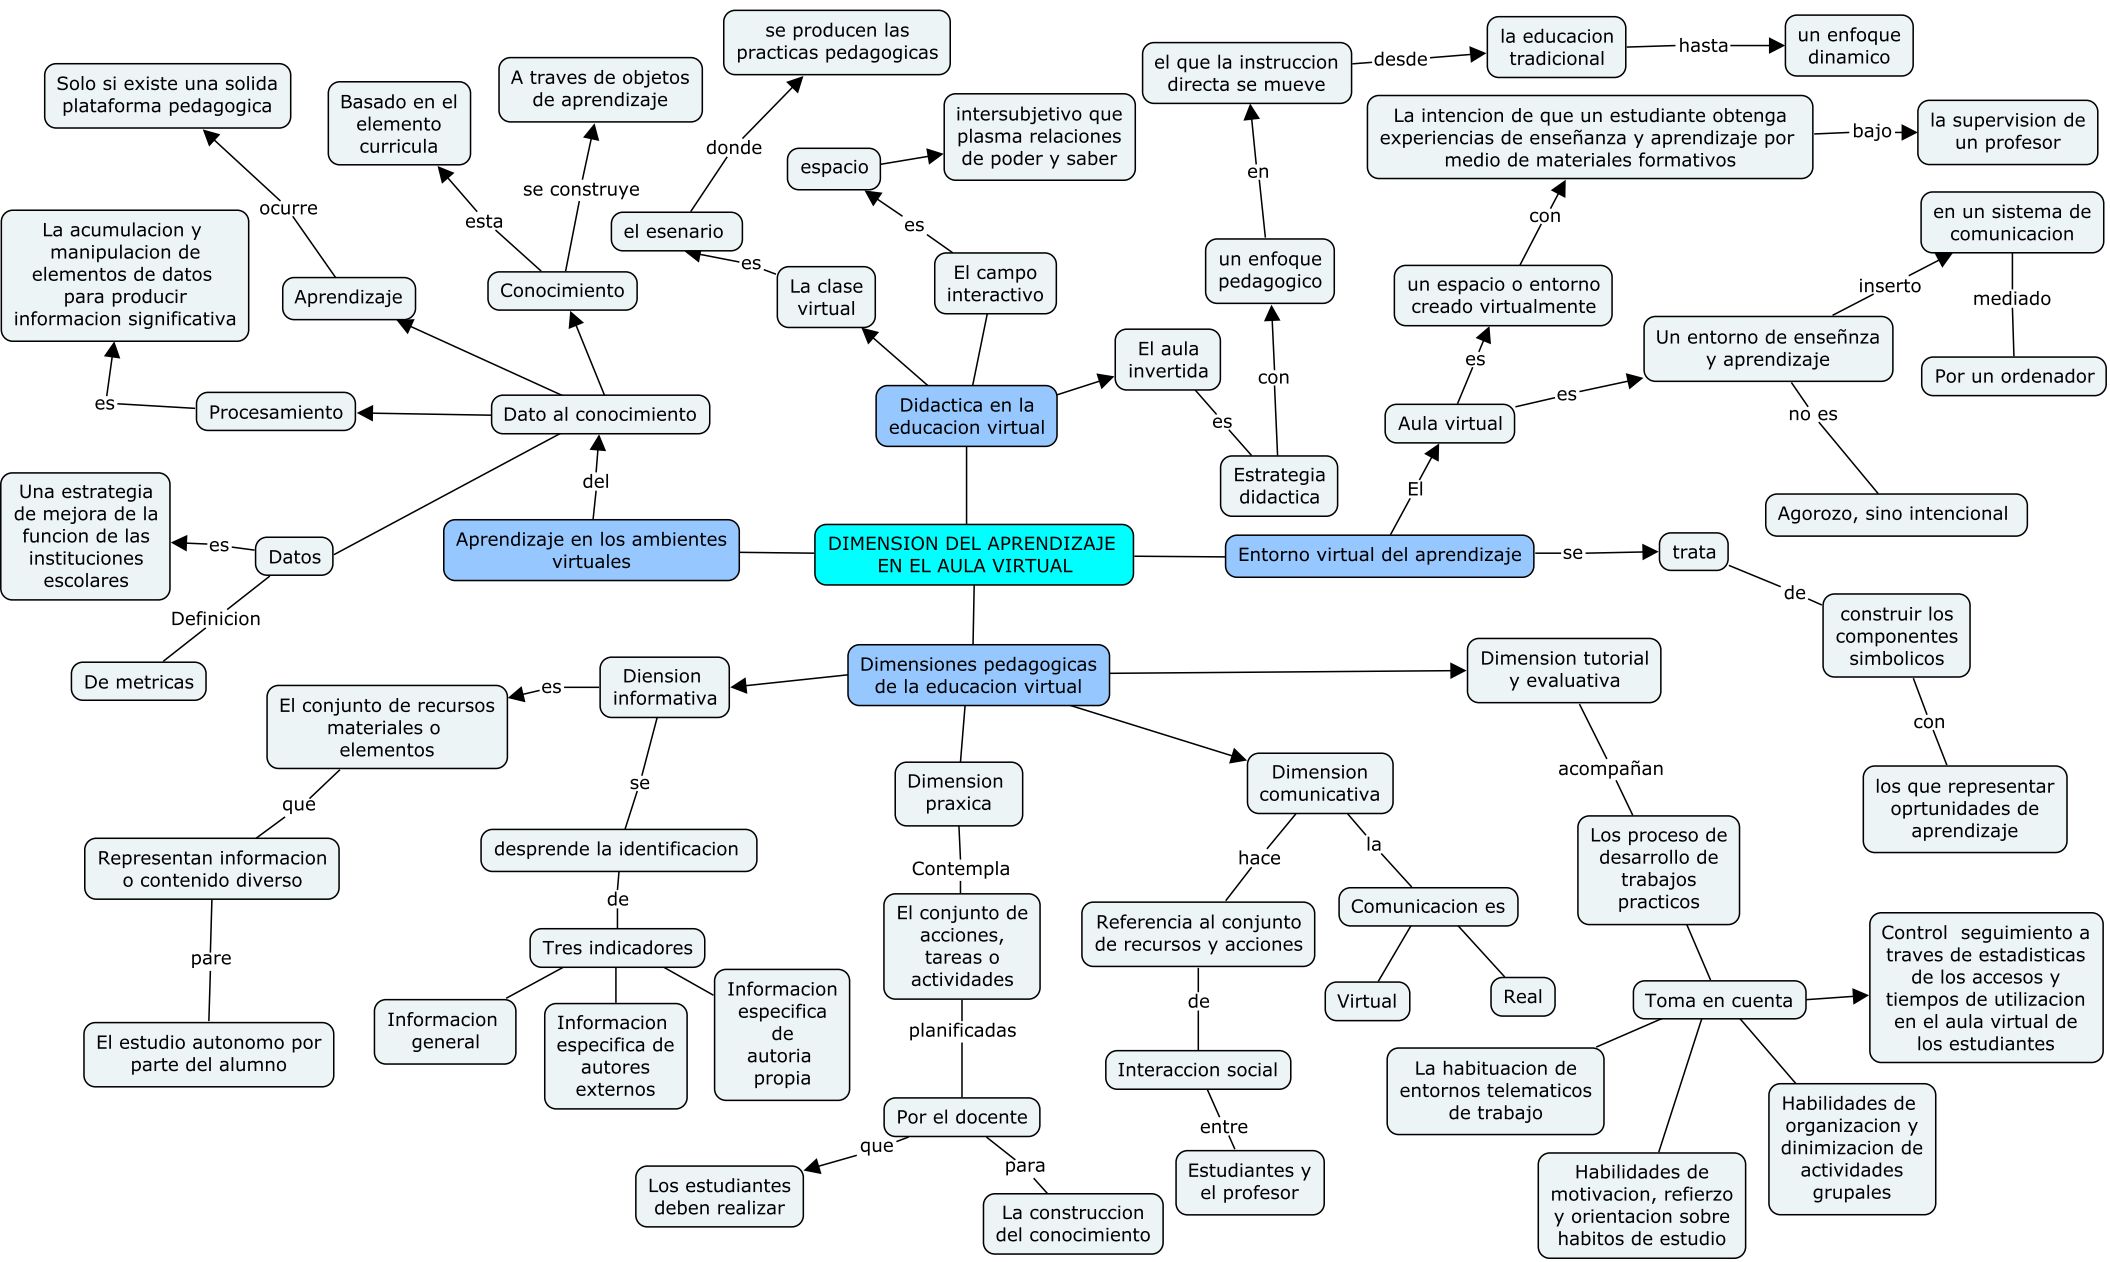 se producen las
practicas pedagogicas
el que la instruccion
directa se mueve
desde
la educacion
tradicional
hasta
un enfoque
dinamico
Solo si existe una solida
plataforma pedagogica
Basado en el
elemento
curricula
A traves de objetos
de aprendizaje
donde
intersubjetivo que
plasma relaciones
de poder y saber
espacio
en
La intencion de que un estudiante obtenga
experiencias de enseñanza y aprendizaje por
medio de materiales formativos
bajo
la supervision de
un profesor
ocurre
esta
se construye
el esenario
es
es
con
en un sistema de
comunicacion
La acumulacion y
manipulacion de
elementos de datos
para producir
informacion significativa
Aprendizaje
Conocimiento
La clase
virtual
El campo
interactivo
un enfoque
pedagogico
un espacio o entorno
creado virtualmente
inserto
mediado
es
Procesamiento
Dato al conocimiento
Didactica en la
educacion virtual
El aula
invertida
con
es
es
es
Aula virtual
Un entorno de enseñnza
y aprendizaje
Por un ordenador
no es
Una estrategia
de mejora de la
funcion de las
instituciones
escolares
es
Datos
del
Estrategia
didactica
El
Agorozo, sino intencional
Aprendizaje en los ambientes
virtuales
DIMENSION DEL APRENDIZAJE
EN EL AULA VIRTUAL
Entorno virtual del aprendizaje
se
trata
de
Definicion
De metricas
construir los
componentes
simbolicos
con
los que representar
oprtunidades de
aprendizaje
Dimensiones pedagogicas
de la educacion virtual
Diension
informativa
es
El conjunto de recursos
materiales o
elementos
que
Representan informacion
o contenido diverso
pare
El estudio autonomo por
parte del alumno
se
desprende la identificacion
de
Tres indicadores
Informacion
general
Informacion
especifica de
autores
externos
Informacion
especifica
de
autoria
propia
Dimension
praxica
Contempla
El conjunto de
acciones,
tareas o
actividades
planificadas
Por el docente
que
Los estudiantes
deben realizar
para
La construccion
del conocimiento
Dimension
comunicativa
hace
la
Referencia al conjunto
de recursos y acciones
de
Interaccion social
entre
Estudiantes y
el profesor
Comunicacion es
Virtual
Real
Dimension tutorial
y evaluativa
acompañan
Los proceso de
desarrollo de
trabajos
practicos
Toma en cuenta
Control  seguimiento a
traves de estadisticas
de los accesos y
tiempos de utilizacion
en el aula virtual de
los estudiantes
La habituacion de
entornos telematicos
de trabajo
Habilidades de
motivacion, refierzo
y orientacion sobre
habitos de estudio
Habilidades de
organizacion y
dinimizacion de
actividades
grupales